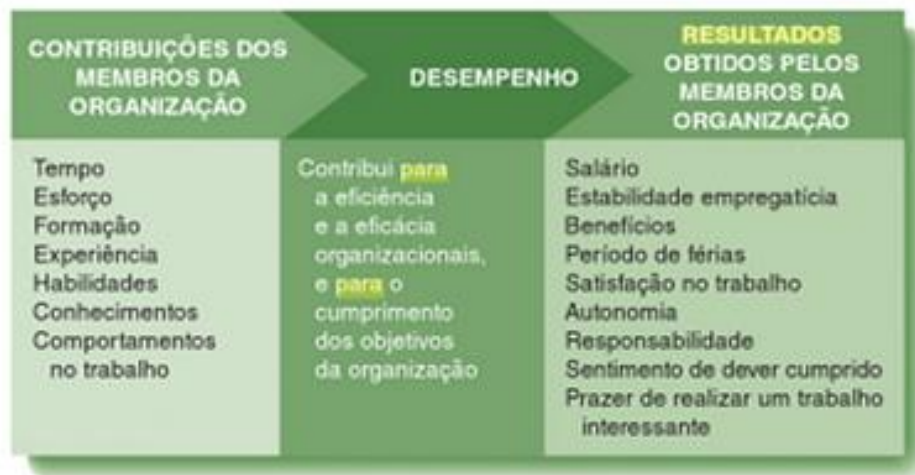 CONTRIBUIÇÕES DOS
MEMBROS DA
ORGANIZAÇÃO
DESEMPENHO
RESULTADOS
OBTIDOS PELOS
MEMBROS DA
ORGANIZAÇÃO
Tempo
Esforço
Formação
Experiência
Habilidades
Conhecimentos
Comportamentos
no trabalho
Contribui para
a eficiência
e a eficácia
organizacionais,
e para o
cumprimento
dos objetivos
da organização
Salário
Estabilidade empregatícia
Benefícios
Período de férias
Satisfação no trabalho
Autonomia
Responsabilidade
Sentimento de dever cumprido
Prazer de realizar um trabalho
interessante